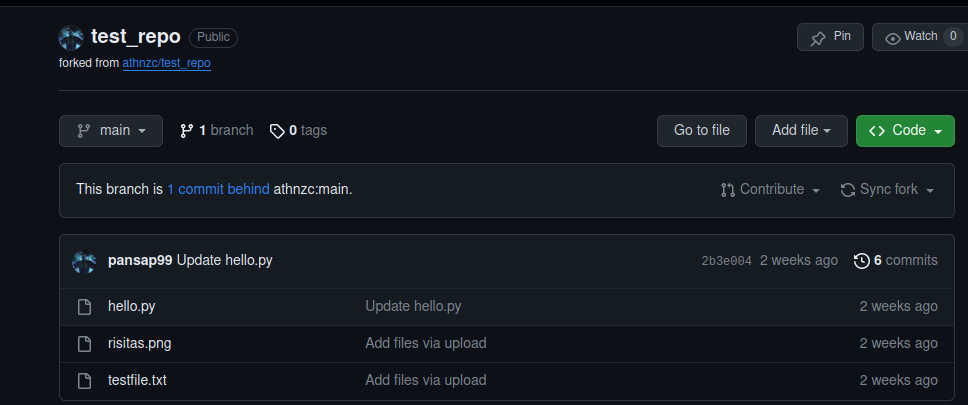 test_repo Public Pin Watch 0
forked from athnzc/test_repo
main 1 branch 0 tags Go to file Add file Code
This branch is 1 commit behind athnzc:main. Contribute Sync fork
pansap99 Update hello.py 2b3e004 2 weeks ago 6 commits
hello.py Update hello.py 2 weeks ago
risitas.png Add files via upload 2 weeks ago
testfile.txt Add files via upload 2 weeks ago